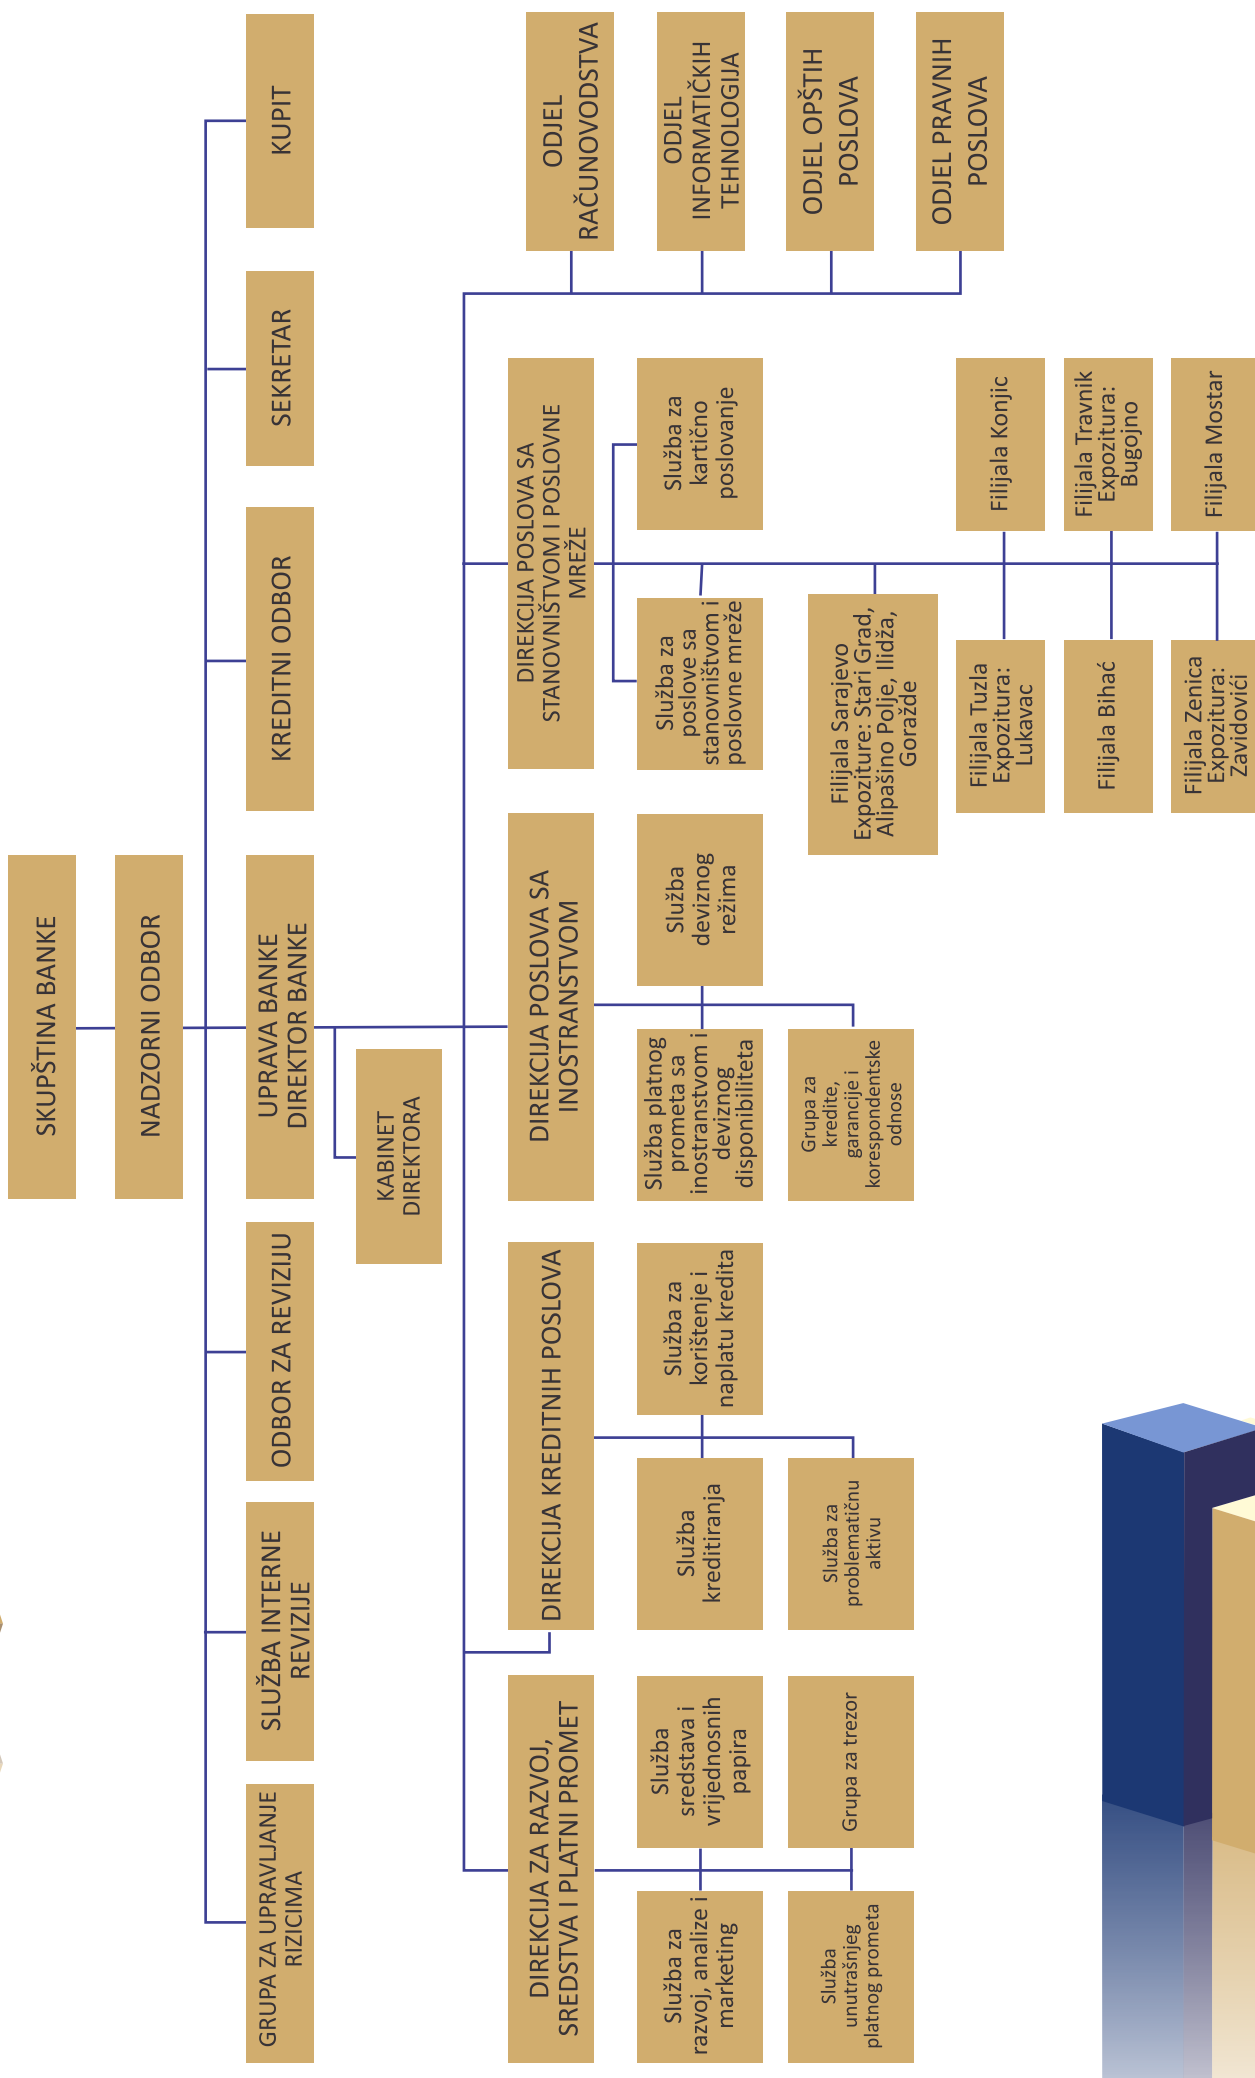 SKUPŠTINA BANKE
NADZORNI ODBOR
GRUPA ZA UPRAVLJANJE
RIZICIMA
SLUŽBA INTERNE
REVIZIJE
ODBOR ZA REVIZIJU
UPRAVA BANKE
DIREKTOR BANKE
KREDITNI ODBOR
SEKRETAR
KUPIT
KABINET
DIREKTORA
DIREKCIJA ZA RAZVOJ,
SREDSTVA I PLATNI PROMET
DIREKCIJA KREDITNIH POSLOVA
DIREKCIJA POSLOVA SA
INOSTRANSTVOM
DIREKCIJA POSLOVA SA
STANOVNIŠTVOM I POSLOVNE
MREŽE
ODJEL
RAČUNOVODSTVA
ODJEL
INFORMATIČKIH
TEHNOLOGIJA
ODJEL OPŠTIH
POSLOVA
ODJEL PRAVNIH
POSLOVA
Služba za
razvoj, analize i
marketing
Služba
sredstava i
vrijednosnih
papira
Služba
unutrašnjeg
platnog prometa
Grupa za trezor
Služba
kreditiranja
Služba za
korištenje i
naplatu kredita
Služba za
problematičnu
aktivu
Služba platnog
prometa sa
inostranstvom i
deviznog
disponibiliteta
Služba
deviznog
režima
Grupa za
kredite,
garancije i
korespondentske
odnose
Služba za
poslove sa
stanovništvom i
poslovne mreže
Služba za
kartično
poslovanje
Filijala Sarajevo
Expoziture: Stari Grad,
Alipašino Polje, Ilidža,
Goražde
Filijala Tuzla
Expozitura:
Lukavac
Filijala Konjic
Filijala Bihać
Filijala Travnik
Expozitura:
Bugojno
Filijala Zenica
Expozitura:
Zavidovići
Filijala Mostar